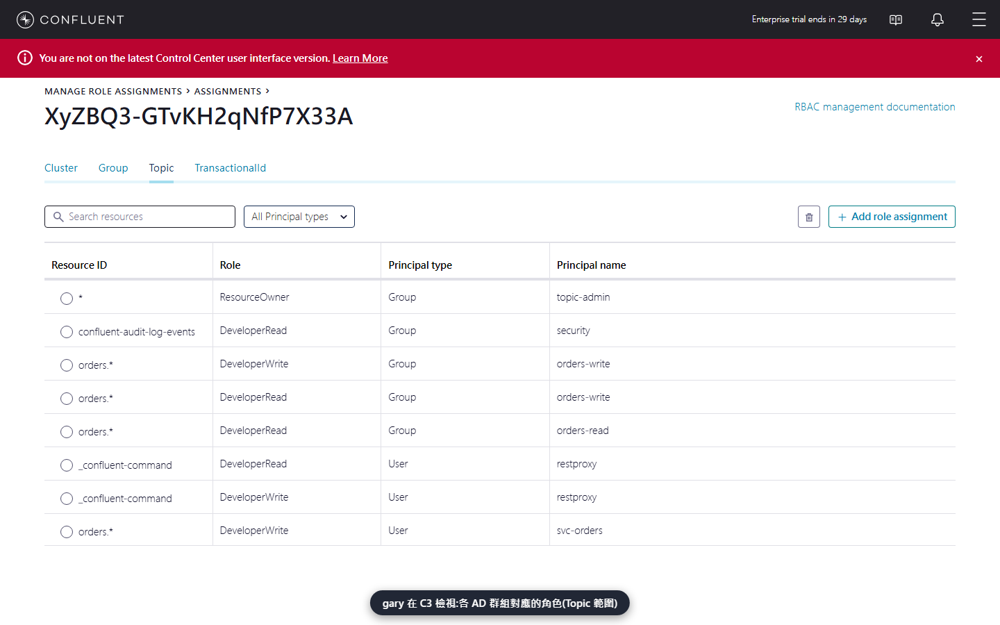 CONFLUENT
Enterprise trial ends in 29 days
You are not on the latest Control Center user interface version. Learn More
MANAGE ROLE ASSIGNMENTS > ASSIGNMENTS >
XyZBQ3-GTvKH2qNfP7X33A
RBAC management documentation
Cluster Group Topic TransactionalId
Search resources All Principal types + Add role assignment
Resource ID Role Principal type Principal name
* ResourceOwner Group topic-admin
confluent-audit-log-events DeveloperRead Group security
orders.* DeveloperWrite Group orders-write
orders.* DeveloperRead Group orders-write
orders.* DeveloperRead Group orders-read
_confluent-command DeveloperRead User restproxy
_confluent-command DeveloperWrite User restproxy
orders.* DeveloperWrite User svc-orders
gary 在 C3 檢視:各 AD 群組對應的角色(Topic 範圍)